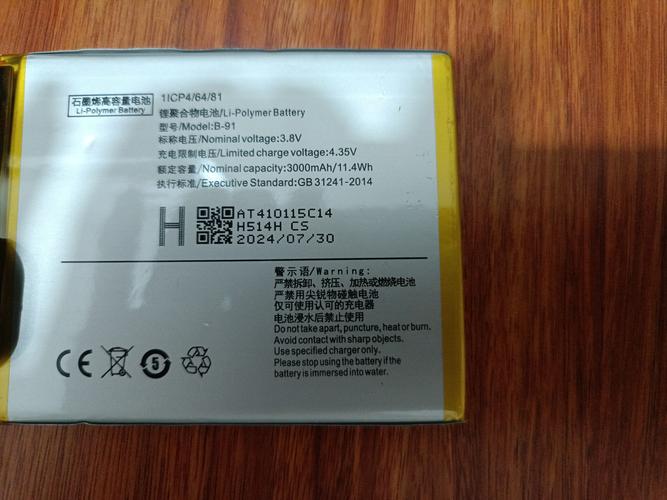 石墨烯高容量电池
Li-Polymer Battery
1ICP4/64/81
锂聚合物电池/Li-Polymer Battery
型号/Model:B-91
标称电压/Nominal voltage:3.8V
充电限制电压/Limited charge voltage:4.35V
额定容量/Nominal capacity:3000mAh/11.4Wh
执行标准/Executive Standard:GB 31241-2014
H
AT410115C14
H514H CS
2024/07/30
警示语/Warning:
严禁拆卸、挤压、加热或燃烧电池
严禁用尖锐物碰触电池
仅可使用认可的充电器
电池浸水后禁止使用
Do not take apart, puncture, heat or burn.
Avoid contact with sharp objects.
Use specified charger only.
Please stop using the battery if the
battery is immersed into water.
CE
5